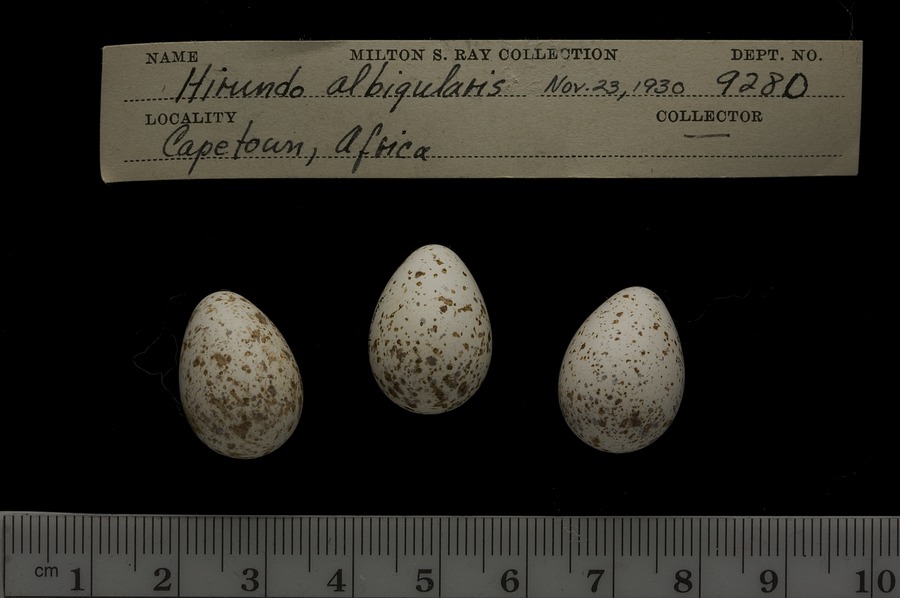 NAME MILTON S. RAY COLLECTION DEPT. NO.
Hirundo albigularis Nov. 23, 1930 9280
LOCALITY COLLECTOR
Capetown, Africa
cm 1 2 3 4 5 6 7 8 9 10